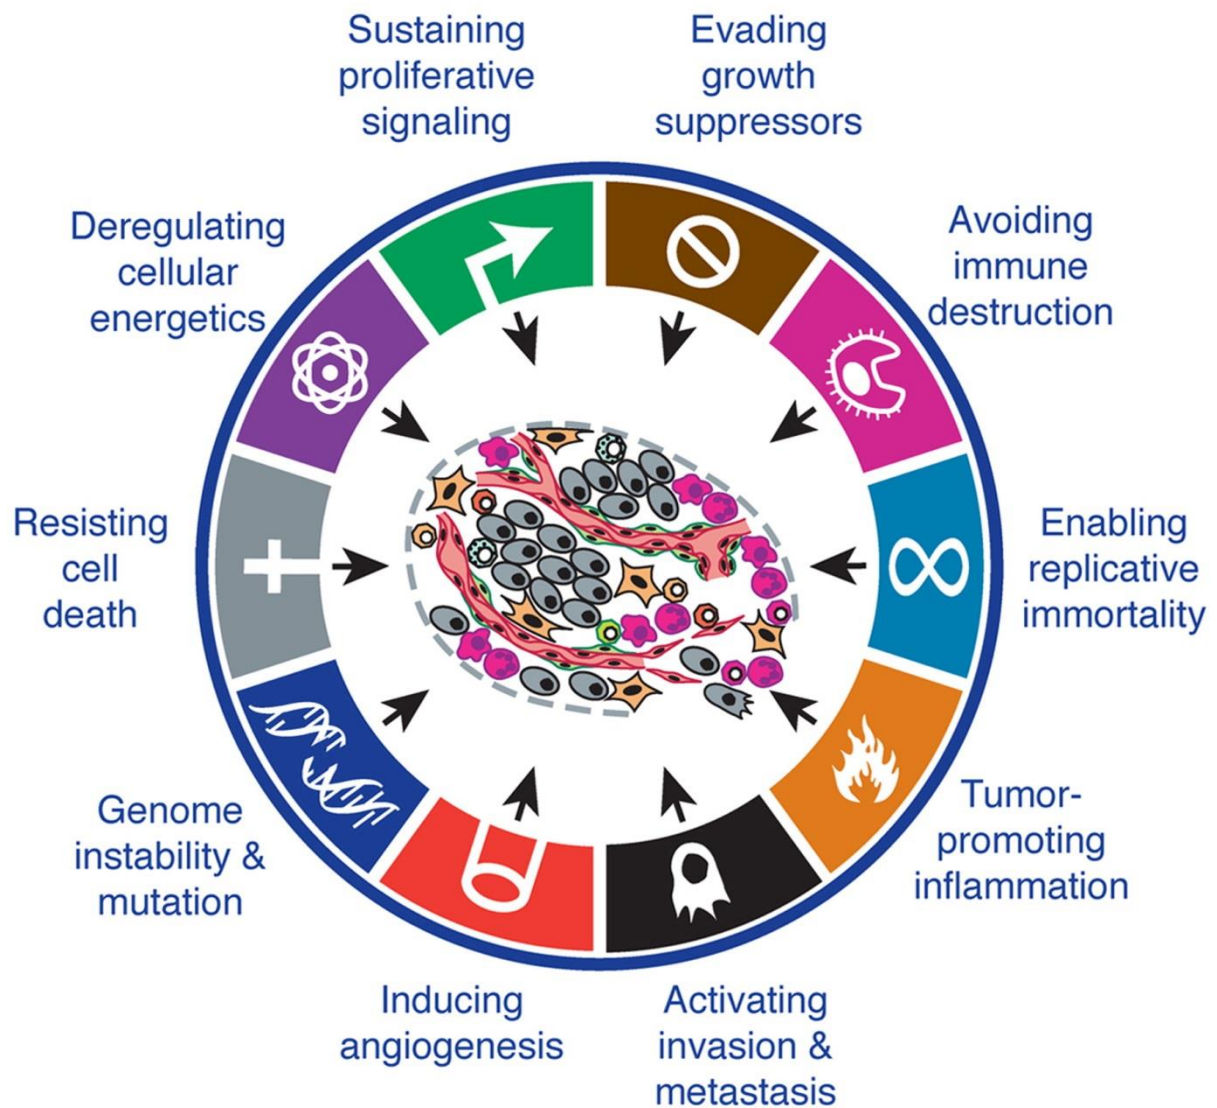 Sustaining
proliferative
signaling
Evading
growth
suppressors
Avoiding
immune
destruction
Enabling
replicative
immortality
Tumor-
promoting
inflammation
Activating
invasion &
metastasis
Inducing
angiogenesis
Genome
instability &
mutation
Resisting
cell
death
Deregulating
cellular
energetics